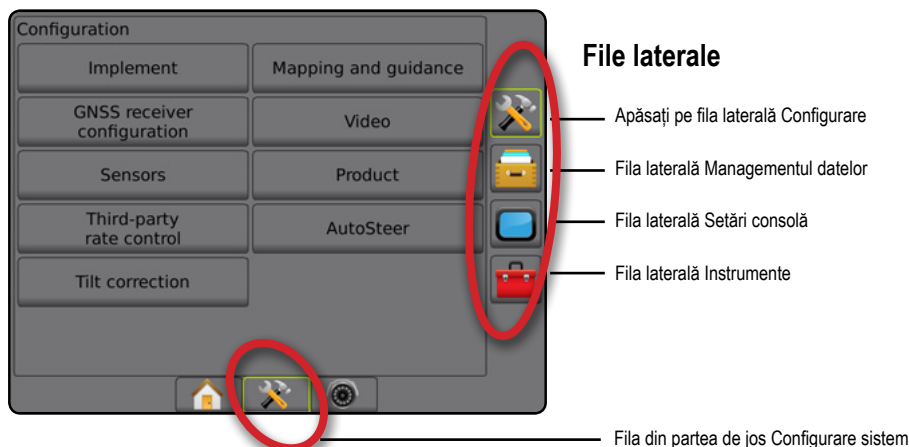 Configuration
Implement
Mapping and guidance
GNSS receiver
configuration
Video
Sensors
Product
Third-party
rate control
AutoSteer
Tilt correction
File laterale
Apăsați pe fila laterală Configurare
Fila laterală Managementul datelor
Fila laterală Setări consolă
Fila laterală Instrumente
Fila din partea de jos Configurare sistem